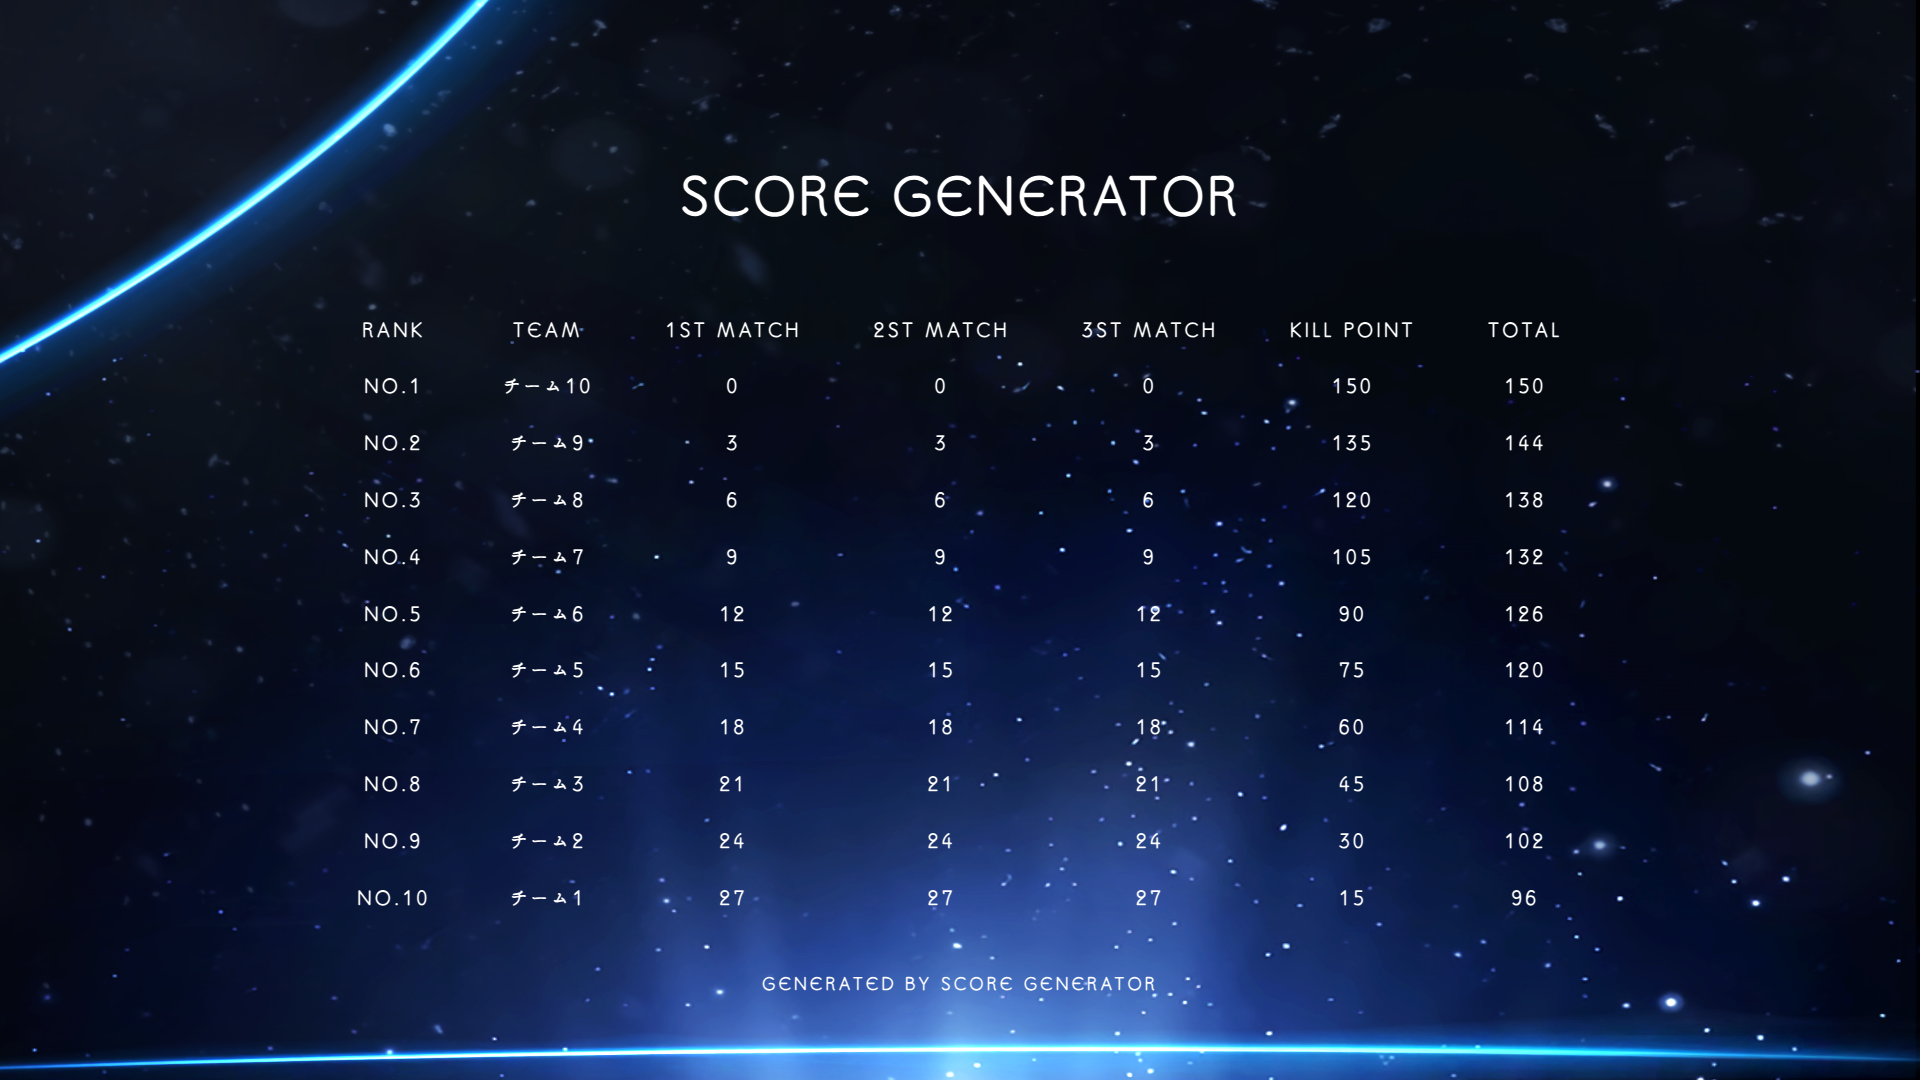 SCORE GENERATOR
RANK TEAM 1ST MATCH 2ST MATCH 3ST MATCH KILL POINT TOTAL
NO.1 チーム10 0 0 0 150 150
NO.2 チーム9 3 3 3 135 144
NO.3 チーム8 6 6 6 120 138
NO.4 チーム7 9 9 9 105 132
NO.5 チーム6 12 12 12 90 126
NO.6 チーム5 15 15 15 75 120
NO.7 チーム4 18 18 18 60 114
NO.8 チーム3 21 21 21 45 108
NO.9 チーム2 24 24 24 30 102
NO.10 チーム1 27 27 27 15 96
GENERATED BY SCORE GENERATOR